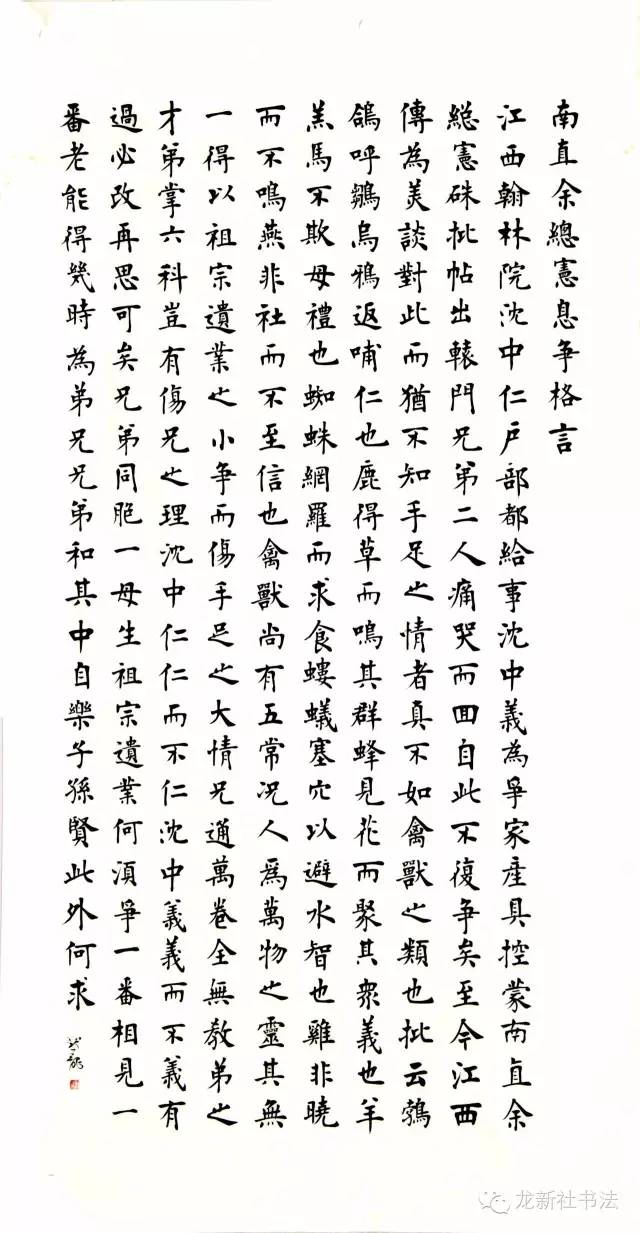 南直余總憲息争格言
江西翰林院沈中仁戶部都給事沈中義為爭家產具控蒙南直余
總憲硃批帖出轅門兄弟二人痛哭而回自此不復争矣至今江西
傳為美談對此而猶不知手足之情者真不如禽獸之類也批云鵓
鴿呼鶵烏鴉返哺仁也鹿得草而鳴其群蜂見花而聚其衆義也羊
羔馬不欺母禮也蜘蛛網羅而求食螻蟻塞穴以避水智也雞非曉
而不鳴燕非社而不至信也禽獸尚有五常况人為萬物之靈其無
一得以祖宗遺業之小争而傷手足之大情兄通萬卷全無教弟之
才弟掌六科豈有傷兄之理沈中仁仁而不仁沈中義義而不義有
過必改再思可矣兄弟同胞一母生祖宗遺業何湏爭一番相見一
番老能得幾時為弟兄兄弟和其中自樂子孫賢此外何求
龙新社书法